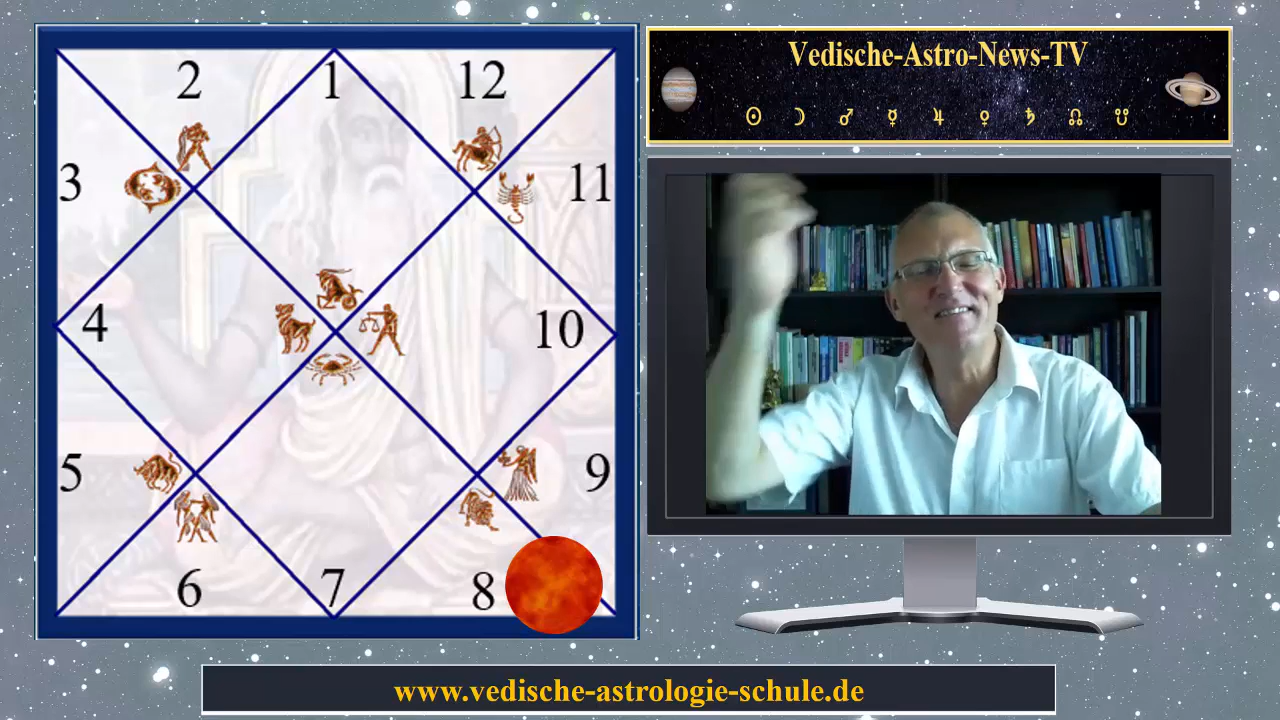 2 1 12
3 11
4 10
5 9
6 7 8
Vedische-Astro-News-TV
☉ ☽ ♂ ☿ ♃ ♀ ♄ ☊ ☋
www.vedische-astrologie-schule.de